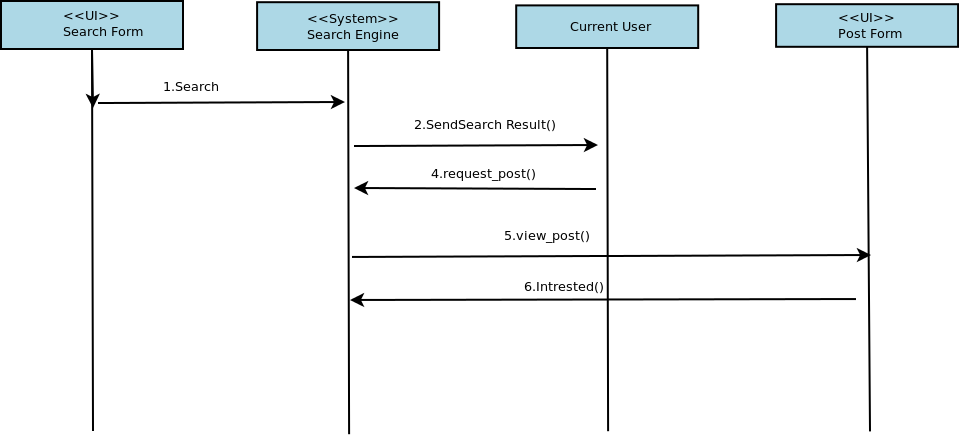 <<UI>>
Search Form
<<System>>
Search Engine
Current User
<<UI>>
Post Form
1.Search
2.SendSearch Result()
4.request_post()
5.view_post()
6.Intrested()